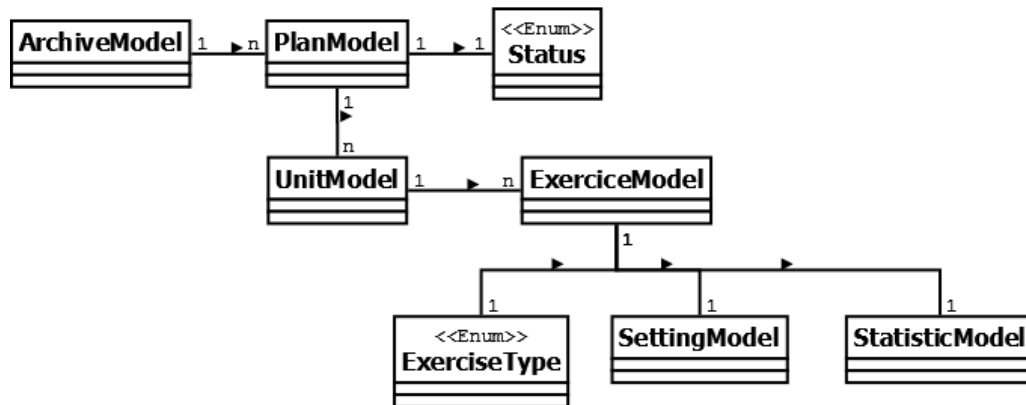 ArchiveModel 1 n PlanModel 1 1 <<Enum>>
Status
1
n
UnitModel 1 n ExerciceModel
1
1 1 1
<<Enum>>
ExerciseType SettingModel StatisticModel